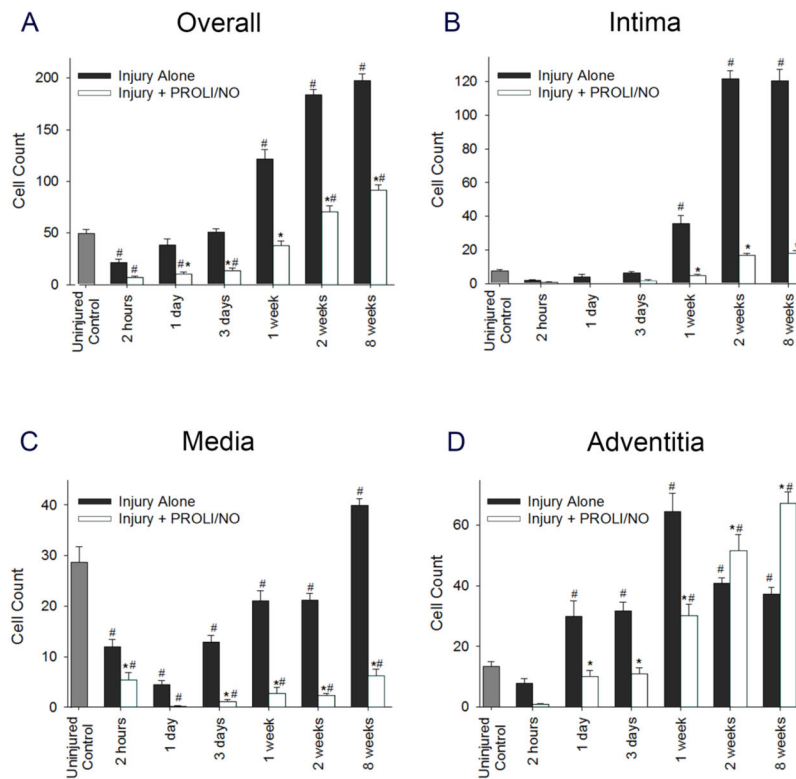 A
Overall
Injury Alone
Injury + PROLI/NO
Cell Count
200
150
100
50
0
#
#
#
#
#*
*#
#
*
#
*#
#
*#
Uninjured
Control
2 hours
1 day
3 days
1 week
2 weeks
8 weeks
B
Intima
Injury Alone
Injury + PROLI/NO
Cell Count
120
100
80
60
40
20
0
#
*
#
*
#
*
Uninjured
Control
2 hours
1 day
3 days
1 week
2 weeks
8 weeks
C
Media
Injury Alone
Injury + PROLI/NO
Cell Count
40
30
20
10
0
#
*#
#
#
#
*#
#
*#
#
*#
#
*#
Uninjured
Control
2 hours
1 day
3 days
1 week
2 weeks
8 weeks
D
Adventitia
Injury Alone
Injury + PROLI/NO
Cell Count
60
40
20
0
#
*
#
*
#
*#
#
*#
#
*#
Uninjured
Control
2 hours
1 day
3 days
1 week
2 weeks
8 weeks